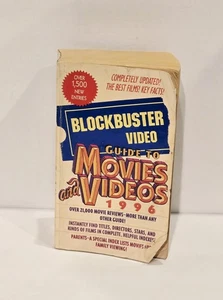 OVER
1,500
NEW
ENTRIES
COMPLETELY UPDATED!
THE BEST FILMS! KEY FACTS!
BLOCKBUSTER
VIDEO
GUIDE TO
MOVIES
and VIDEOS
1996
OVER 21,000 MOVIE REVIEWS-MORE THAN ANY
OTHER GUIDE!
INSTANTLY FIND TITLES, DIRECTORS, STARS, AND
KINDS OF FILMS IN COMPLETE, HELPFUL INDEXES!
PARENTS-A SPECIAL INDEX LISTS MOVIES
FAMILY VIEWING!